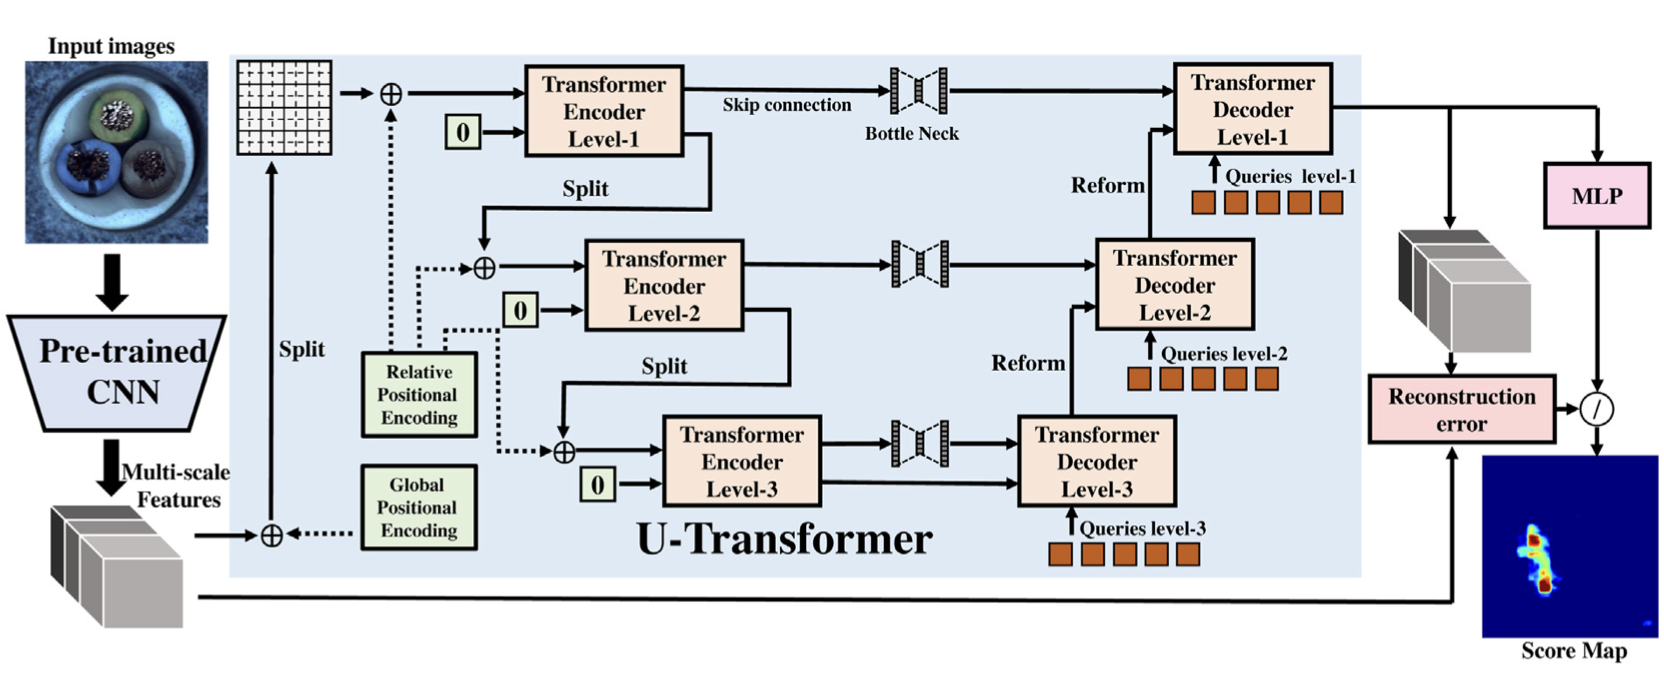 Input images
Pre-trained
CNN
Multi-scale
Features
Split
Relative
Positional
Encoding
Global
Positional
Encoding
0
Transformer
Encoder
Level-1
Skip connection
Bottle Neck
Transformer
Decoder
Level-1
Queries level-1
Split
Reform
0
Transformer
Encoder
Level-2
Transformer
Decoder
Level-2
Queries level-2
Split
Reform
0
Transformer
Encoder
Level-3
Transformer
Decoder
Level-3
Queries level-3
U-Transformer
MLP
Reconstruction
error
/
Score Map